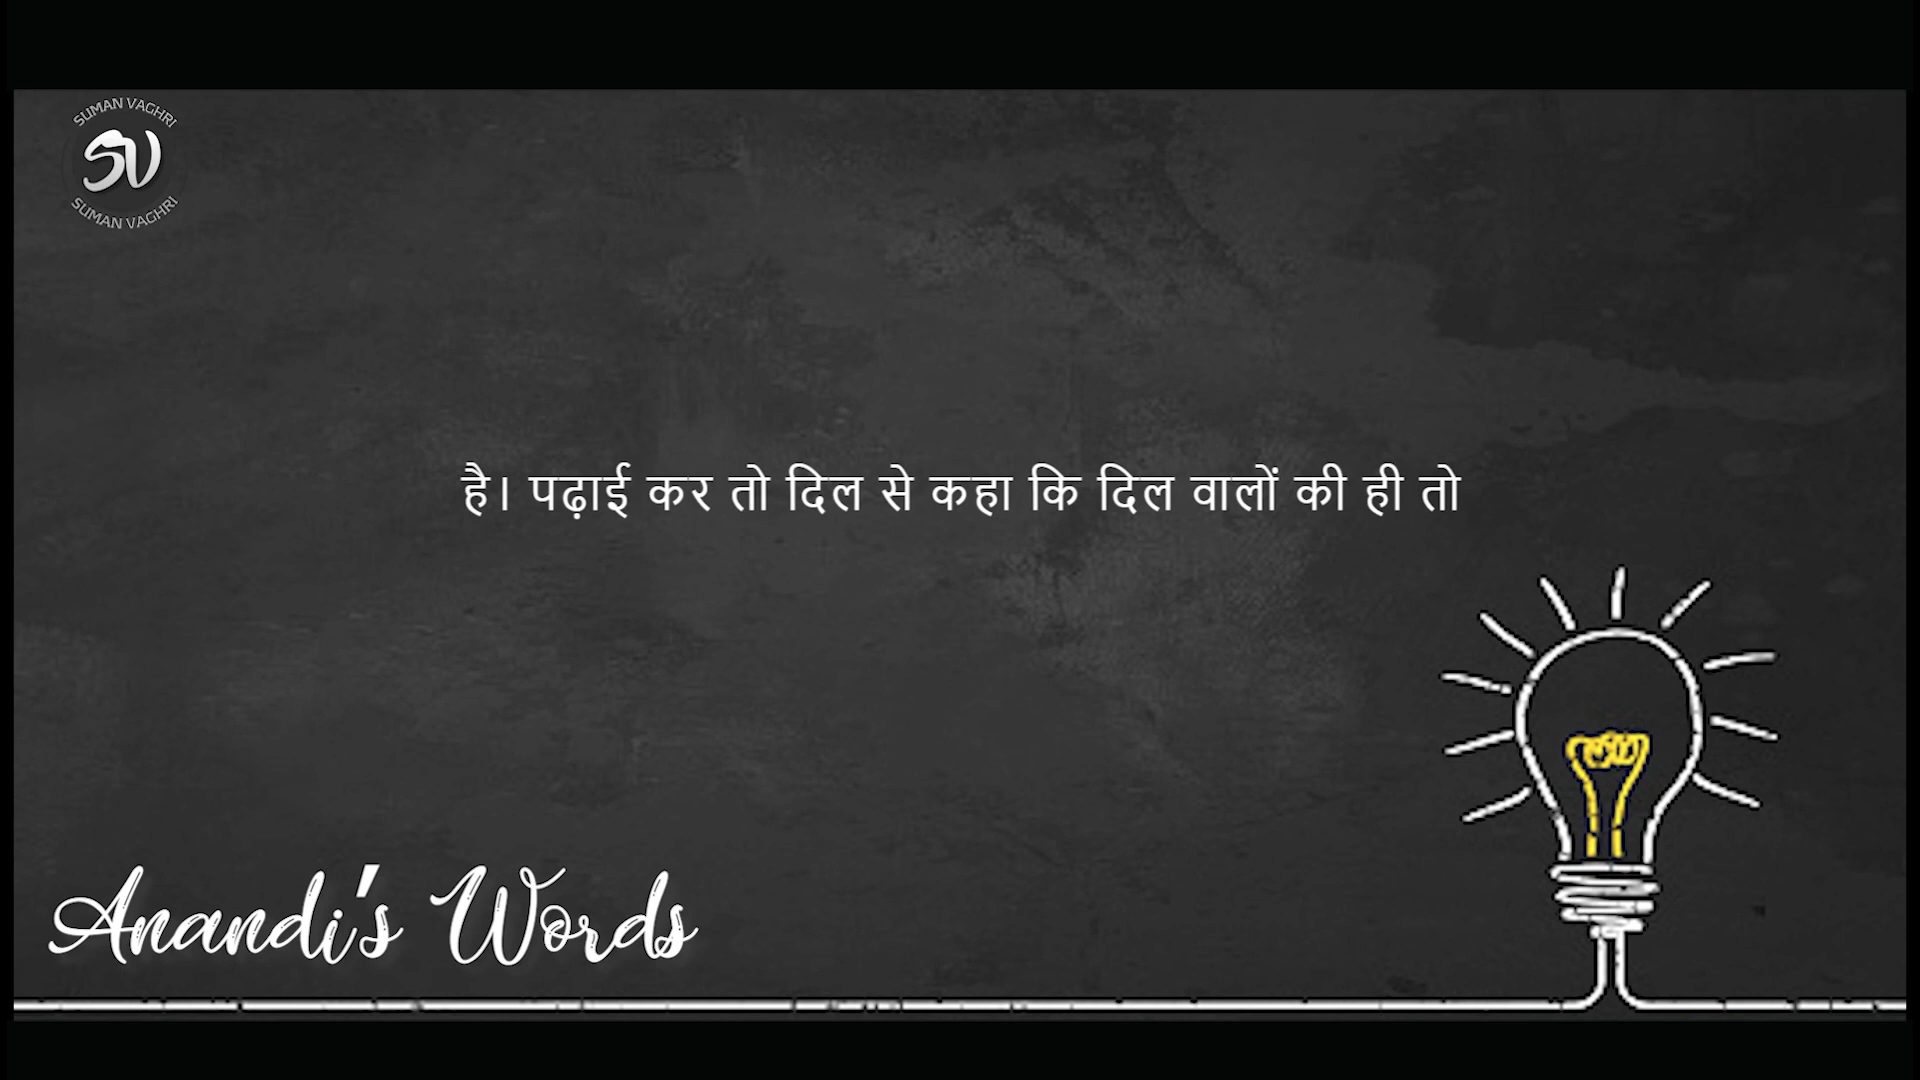 SUMAN VAGHRI
SV
SUMAN VAGHRI
है। पढ़ाई कर तो दिल से कहा कि दिल वालों की ही तो
Anandi's Words